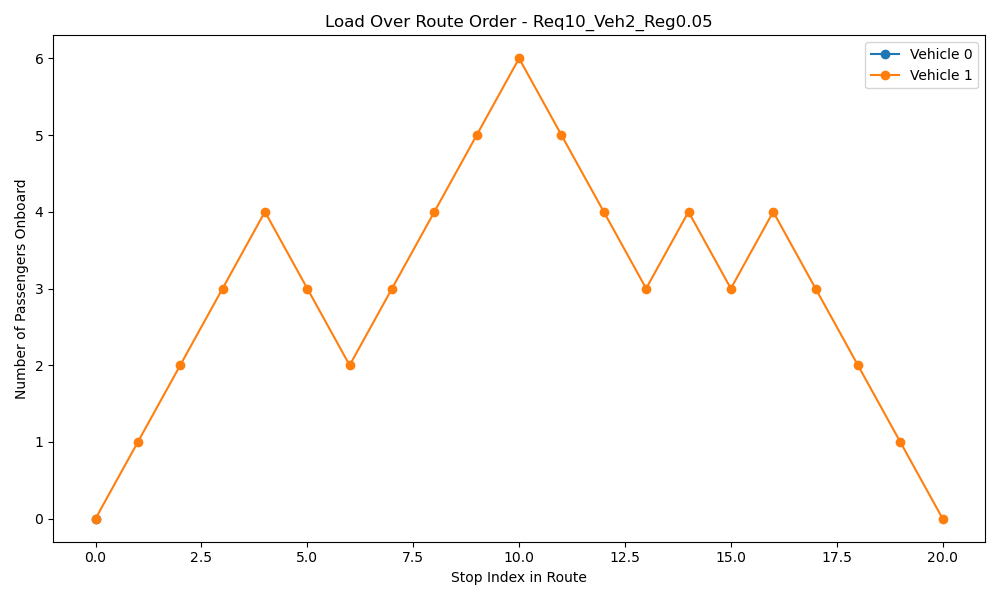 Load Over Route Order - Req10_Veh2_Reg0.05
Vehicle 0
Vehicle 1
Number of Passengers Onboard
6
5
4
3
2
1
0
0.0 2.5 5.0 7.5 10.0 12.5 15.0 17.5 20.0
Stop Index in Route